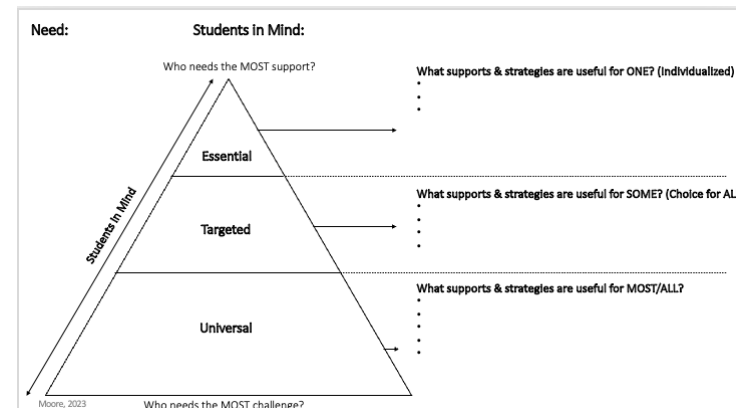 Need:
Students in Mind:
Who needs the MOST support?
What supports & strategies are useful for ONE? (Individualized)
Essential
Students in Mind
What supports & strategies are useful for SOME? (Choice for AL
Targeted
What supports & strategies are useful for MOST/ALL?
Universal
Moore, 2023
Who needs the MOST challenge?